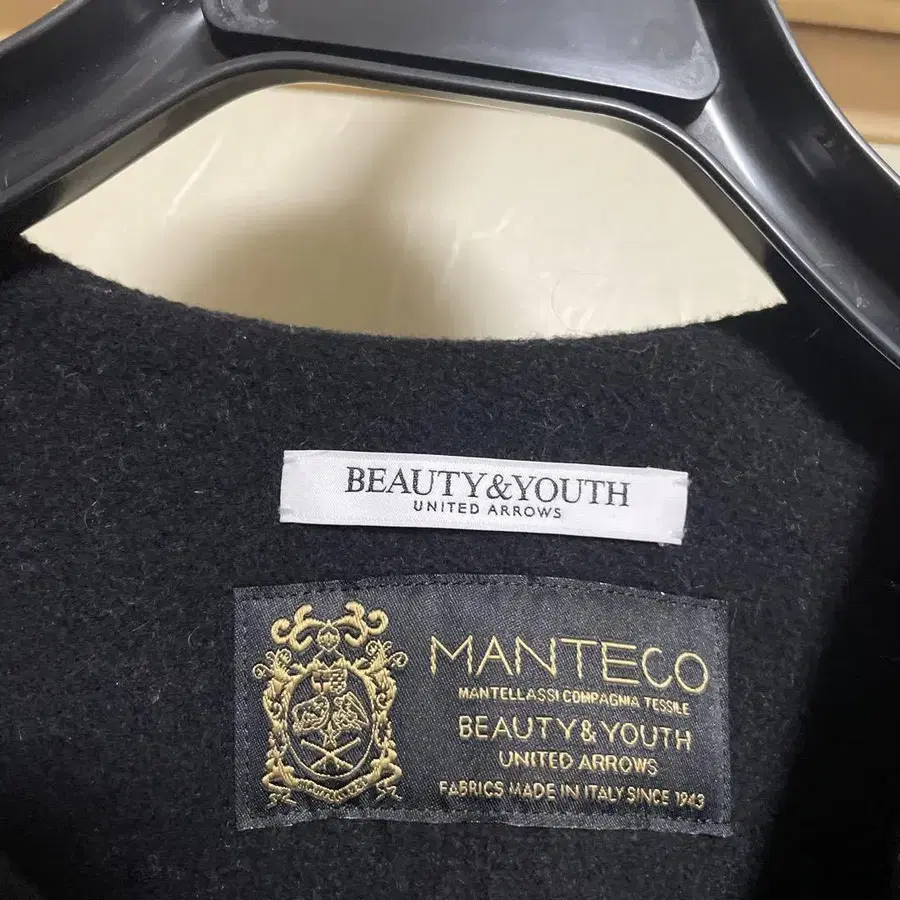 BEAUTY&YOUTH
UNITED ARROWS
MANTECO
MANTELLASSI COMPAGNIA TESSILE
BEAUTY & YOUTH
UNITED ARROWS
FABRICS MADE IN ITALY SINCE 1943